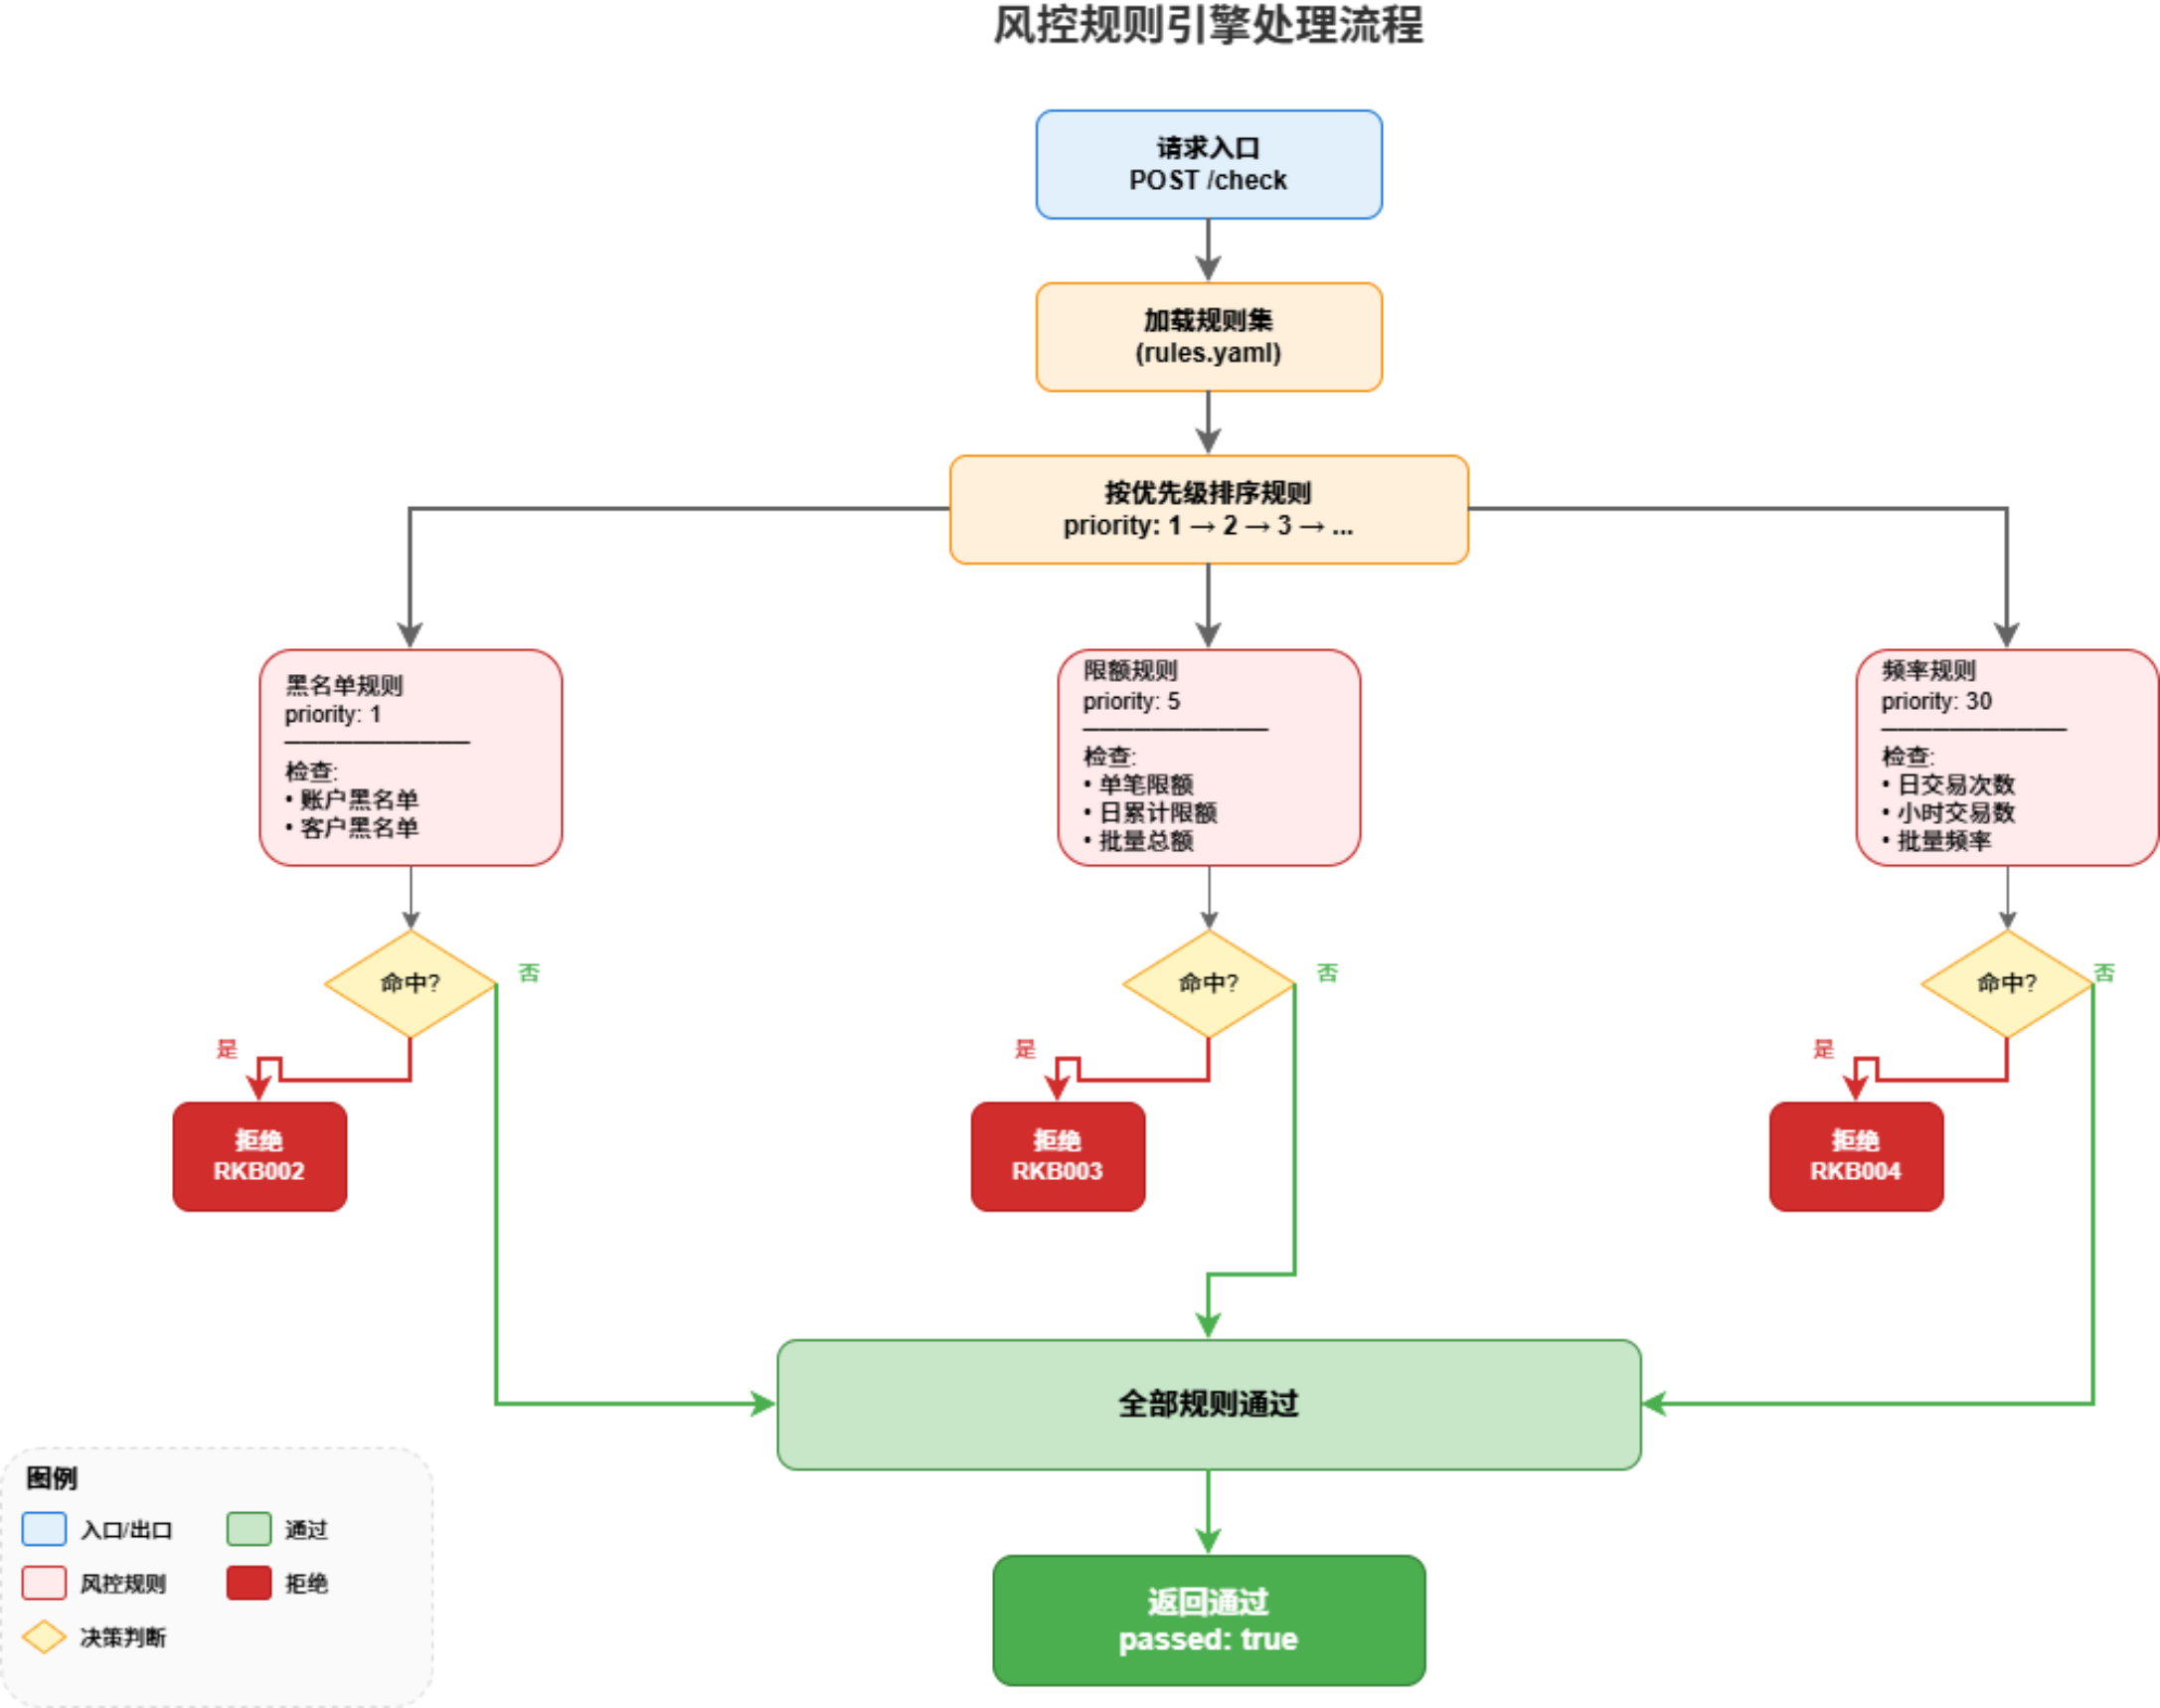 风控规则引擎处理流程
请求入口
POST /check
加载规则集
(rules.yaml)
按优先级排序规则
priority: 1 → 2 → 3 → ...
黑名单规则
priority: 1
检查:
• 账户黑名单
• 客户黑名单
限额规则
priority: 5
检查:
• 单笔限额
• 日累计限额
• 批量总额
频率规则
priority: 30
检查:
• 日交易次数
• 小时交易数
• 批量频率
命中?
否
命中?
否
命中?
否
是
是
是
拒绝
RKB002
拒绝
RKB003
拒绝
RKB004
全部规则通过
返回通过
passed: true
图例
入口/出口
通过
风控规则
拒绝
决策判断